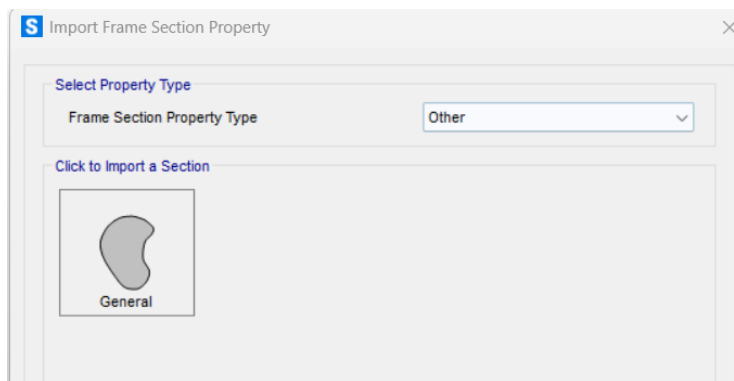 S Import Frame Section Property
Select Property Type
Frame Section Property Type Other
Click to Import a Section
General